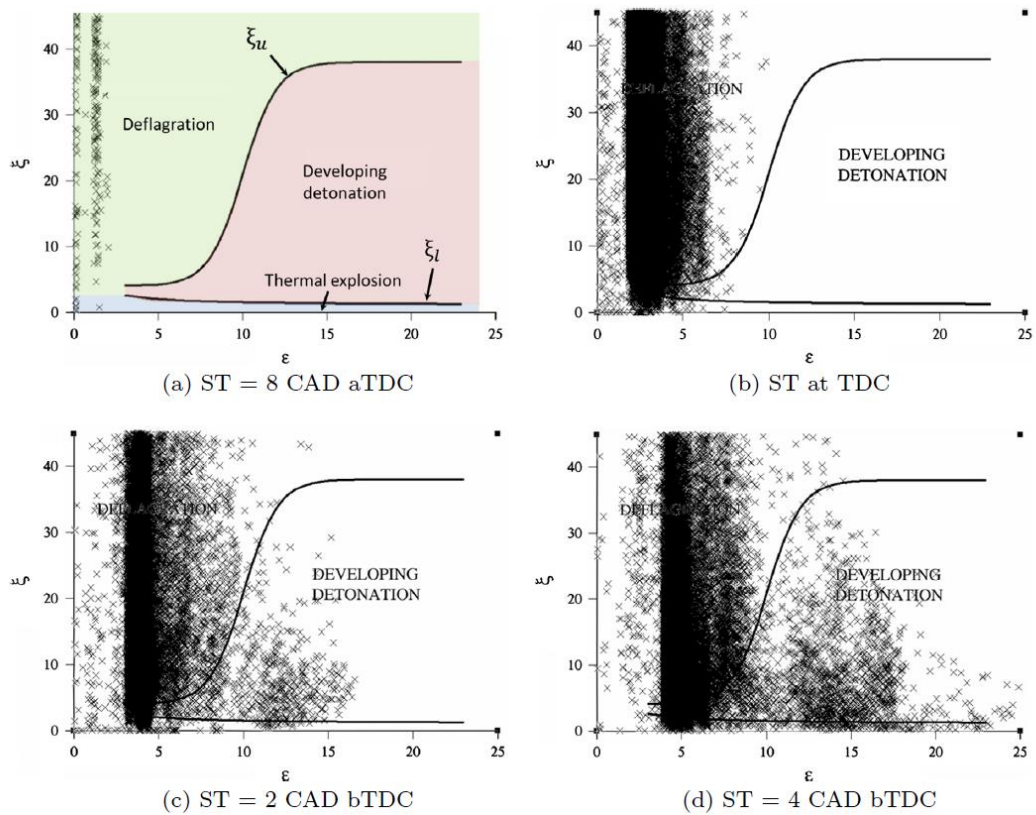 40
30
20
10
0
ξ
ξu
Deflagration
Developing
detonation
ξl
Thermal explosion
0 5 10 15 20 25
ε
(a) ST = 8 CAD aTDC
40
30
20
10
0
ξ
DEFLAGRATION
DEVELOPING
DETONATION
0 5 10 15 20 25
ε
(b) ST at TDC
40
30
20
10
0
ξ
DEFLAGRATION
DEVELOPING
DETONATION
0 5 10 15 20 25
ε
(c) ST = 2 CAD bTDC
40
30
20
10
0
ξ
DEFLAGRATION
DEVELOPING
DETONATION
0 5 10 15 20 25
ε
(d) ST = 4 CAD bTDC